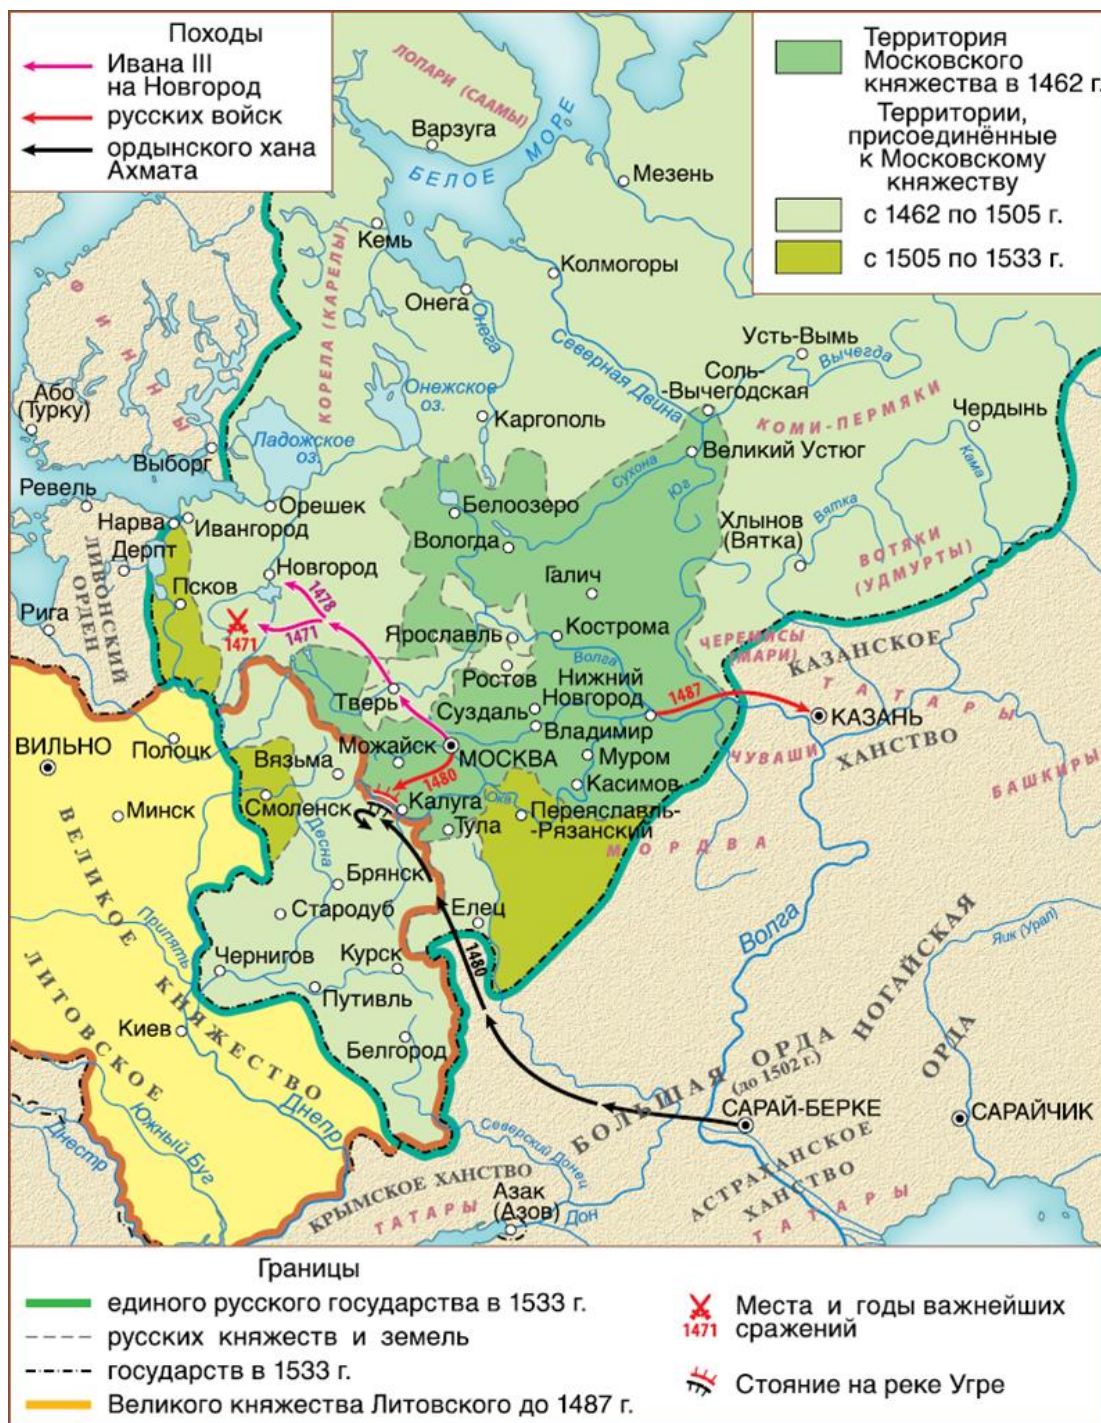 Походы
Ивана III
на Новгород
русских войск
ордынского хана
Ахмата
Территория
Московского
княжества в 1462 г.
Территории,
присоединённые
к Московскому
княжеству
с 1462 по 1505 г.
с 1505 по 1533 г.
ЛОПАРИ (СААМЫ)
Варзуга
БЕЛОЕ МОРЕ
Мезень
Кемь
Колмогоры
Онега
Онега
КОРЕЛА (КАРЕЛЫ)
ФИННЫ
Северная Двина
Усть-Вымь
Вычегда
Соль-
-Вычегодская
КОМИ-ПЕРМЯКИ
Чердынь
Або
(Турку)
Онежское
оз.
Каргополь
Ладожское
оз.
Выборг
Великий Устюг
Кама
Сухона
Юг
Ревель
Орешек
Белоозеро
Нарва
Ивангород
Вологда
Хлынов
(Вятка)
Вятка
Дерпт
ЛИВОНСКИЙ
ОРДЕН
Новгород
Галич
ВОТЯКИ
(УДМУРТЫ)
Псков
1478
1471
1471
Рига
Ярославль
Кострома
ЧЕРЕМИСЫ
(МАРИ)
КАЗАНСКОЕ
ХАНСТВО
Волга
Ростов
Нижний
Новгород
ТАТАРЫ
Тверь
Суздаль
1487
КАЗАНЬ
Владимир
ВИЛЬНО
Полоцк
Можайск
МОСКВА
Муром
ЧУВАШИ
БАШКИРЫ
Вязьма
1480
Касимов
Смоленск
Калуга
Ока
Переяславль-
-Рязанский
Минск
Тула
МОРДВА
Десна
Брянск
ВЕЛИКОЕ
КНЯЖЕСТВО
ЛИТОВСКОЕ
Стародуб
Елец
Припять
Волга
Яик (Урал)
Чернигов
Курск
1480
Путивль
НОГАЙСКАЯ
ОРДА
Киев
Белгород
БОЛЬШАЯ ОРДА
(до 1502 г.)
Днепр
САРАЙ-БЕРКЕ
САРАЙЧИК
Южный Буг
Днестр
Северский Донец
АСТРАХАНСКОЕ
ХАНСТВО
КРЫМСКОЕ ХАНСТВО
ТАТАРЫ
Азак
(Азов)
Дон
ТАТАРЫ
Границы
единого русского государства в 1533 г.
русских княжеств и земель
государств в 1533 г.
Великого княжества Литовского до 1487 г.
1471
Места и годы важнейших
сражений
Стояние на реке Угре